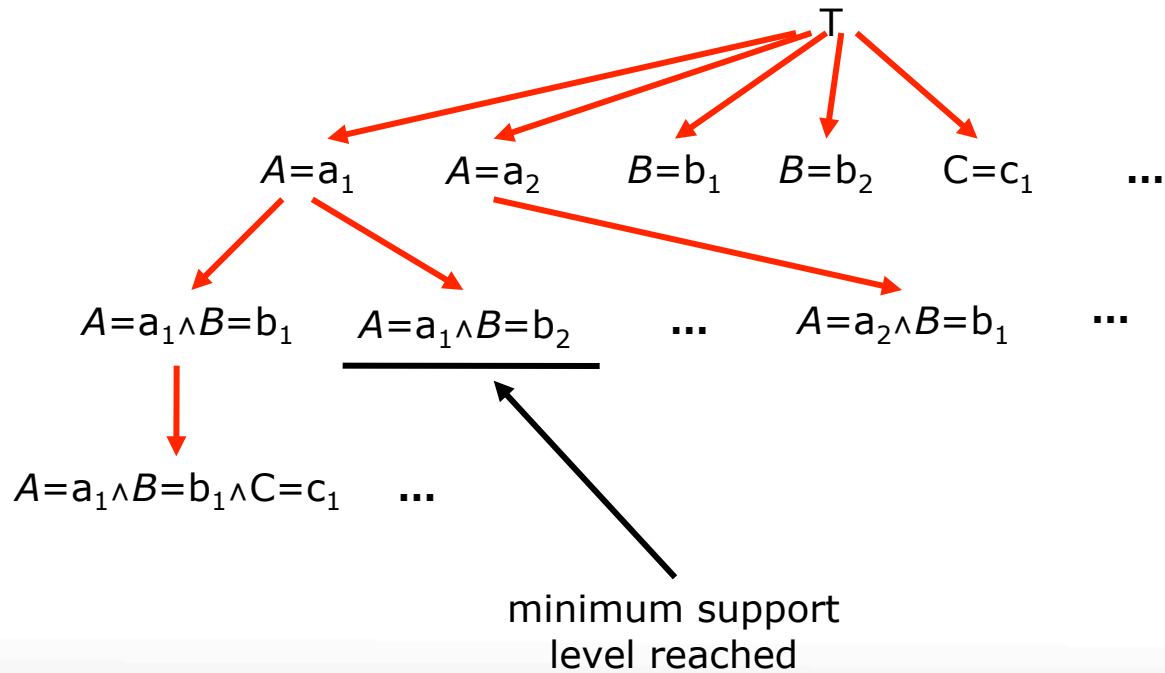 T
A=a₁ A=a₂ B=b₁ B=b₂ C=c₁ ...
A=a₁∧B=b₁ A=a₁∧B=b₂ ... A=a₂∧B=b₁ ...
A=a₁∧B=b₁∧C=c₁ ...
minimum support
level reached